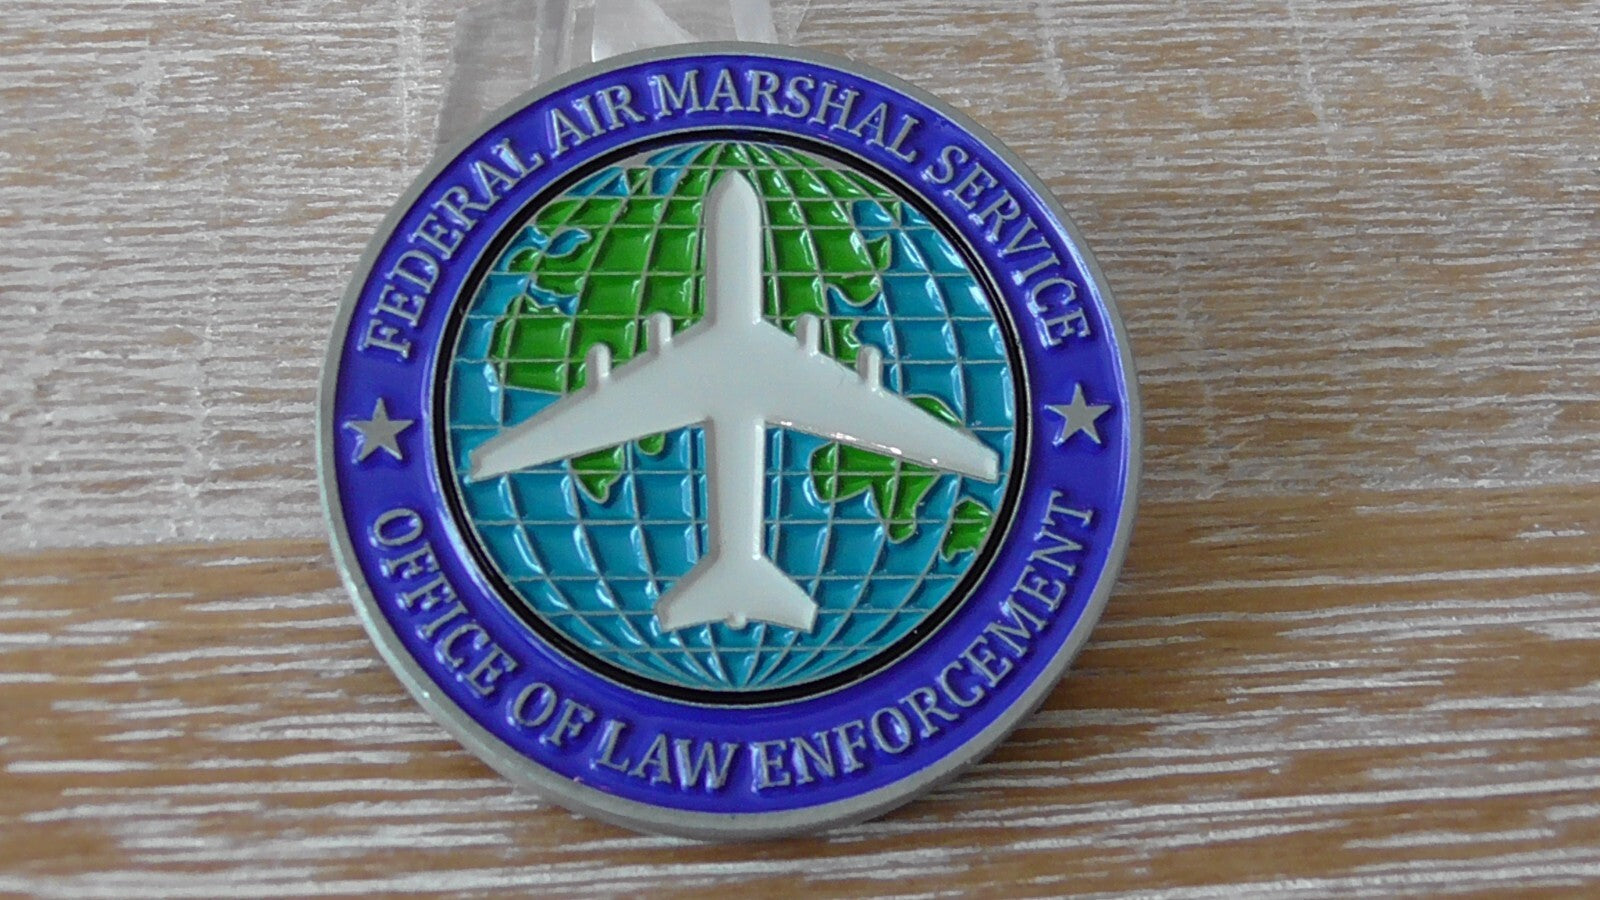 FEDERAL AIR MARSHAL SERVICE
OFFICE OF LAW ENFORCEMENT